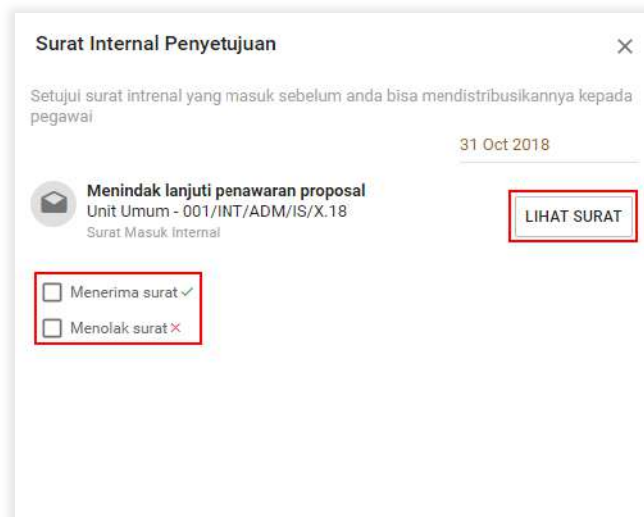 Surat Internal Penyetujuan
Setujui surat intrenal yang masuk sebelum anda bisa mendistribusikannya kepada
pegawai
31 Oct 2018
Menindak lanjuti penawaran proposal
Unit Umum - 001/INT/ADM/IS/X.18
Surat Masuk Internal
LIHAT SURAT
Menerima surat
Menolak surat